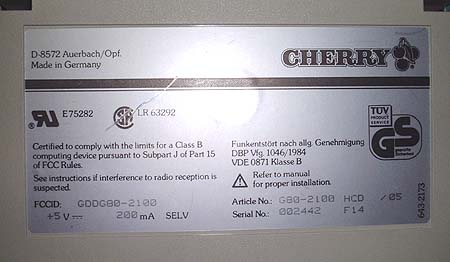 D-8572 Auerbach/Opf.
Made in Germany
CHERRY
E75282
LR 63292
TÜV
PRODUCT
SERVICE
GS
Certified to comply with the limits for a Class B
computing device pursuant to Subpart J of Part 15
of FCC Rules.
See instructions if interference to radio reception is
suspected.
Funkentstört nach allg. Genehmigung
DBP Vfg. 1046/1984
VDE 0871 Klasse B
Refer to manual
for proper installation.
FCCID: GDDG80-2100
+5 V⎓ 200 mA SELV
Article No.: G80-2100 HCD /05
Serial No.: 002442 F14
643-2173